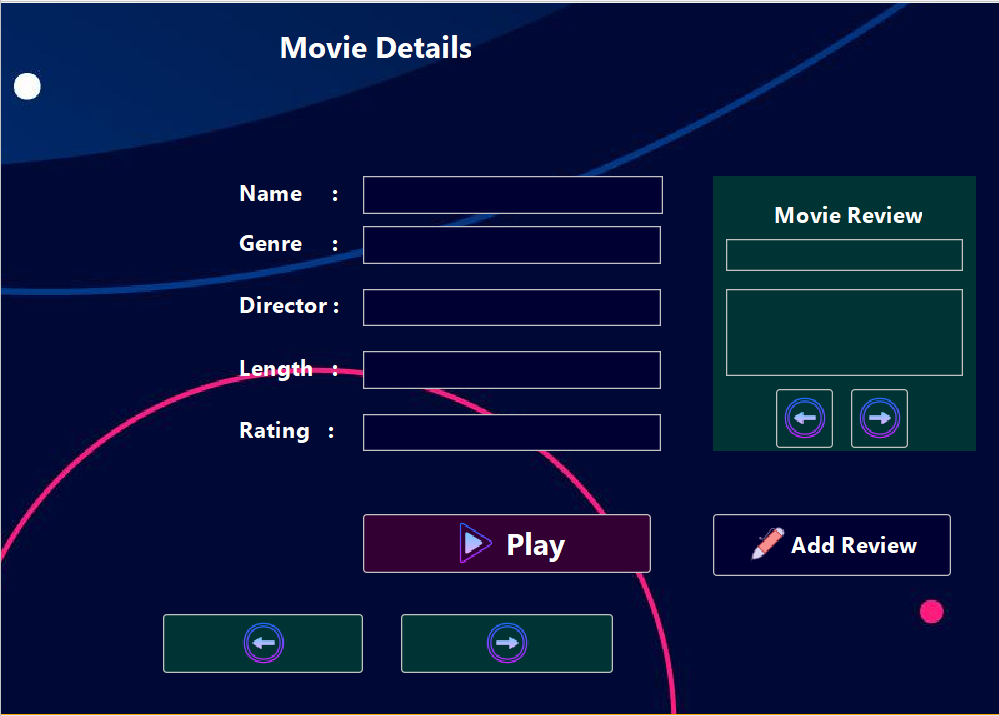 Movie Details
Name :
Genre :
Director :
Length :
Rating :
Movie Review
Play
Add Review